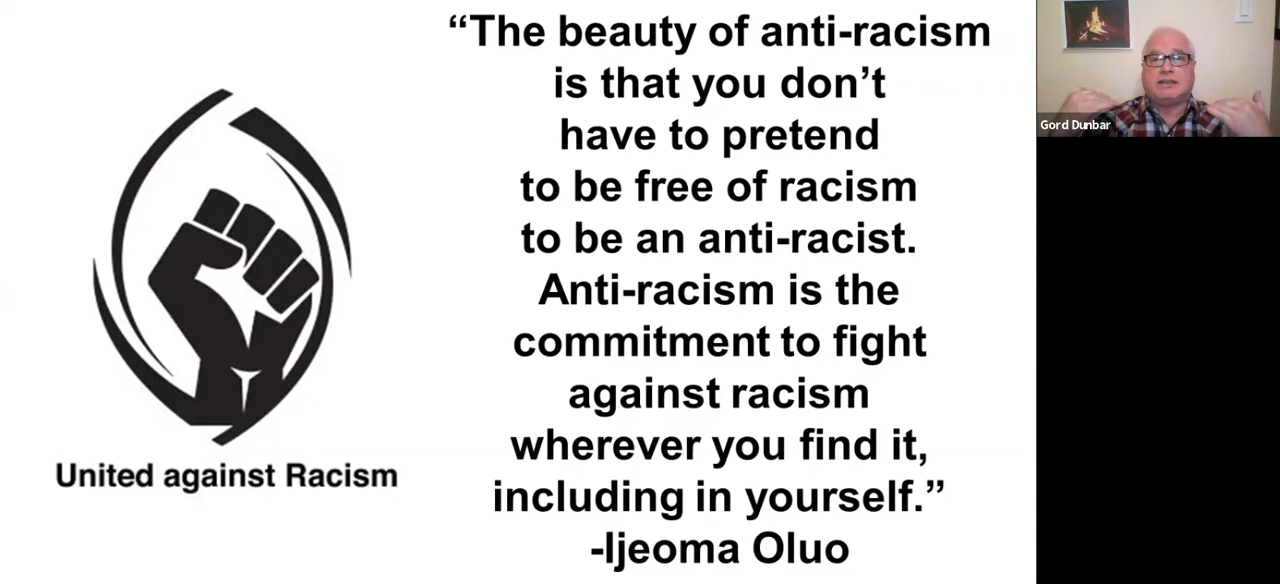 “The beauty of anti-racism
is that you don’t
have to pretend
to be free of racism
to be an anti-racist.
Anti-racism is the
commitment to fight
against racism
wherever you find it,
including in yourself.”
-Ijeoma Oluo
United against Racism
Gord Dunbar